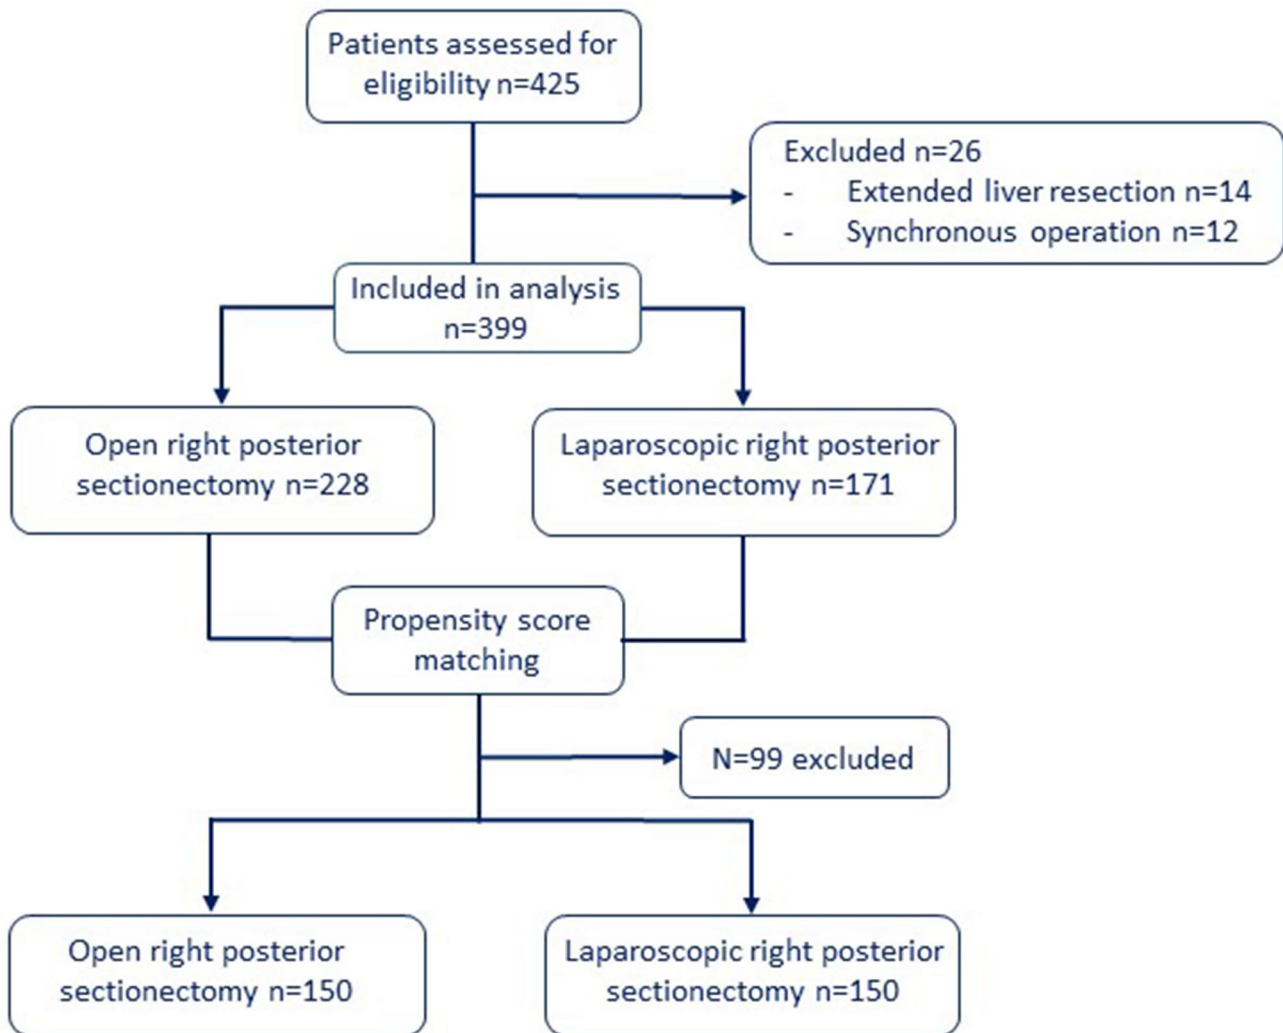 Patients assessed for
eligibility n=425
Excluded n=26
- Extended liver resection n=14
- Synchronous operation n=12
Included in analysis
n=399
Open right posterior
sectionectomy n=228
Laparoscopic right posterior
sectionectomy n=171
Propensity score
matching
N=99 excluded
Open right posterior
sectionectomy n=150
Laparoscopic right posterior
sectionectomy n=150